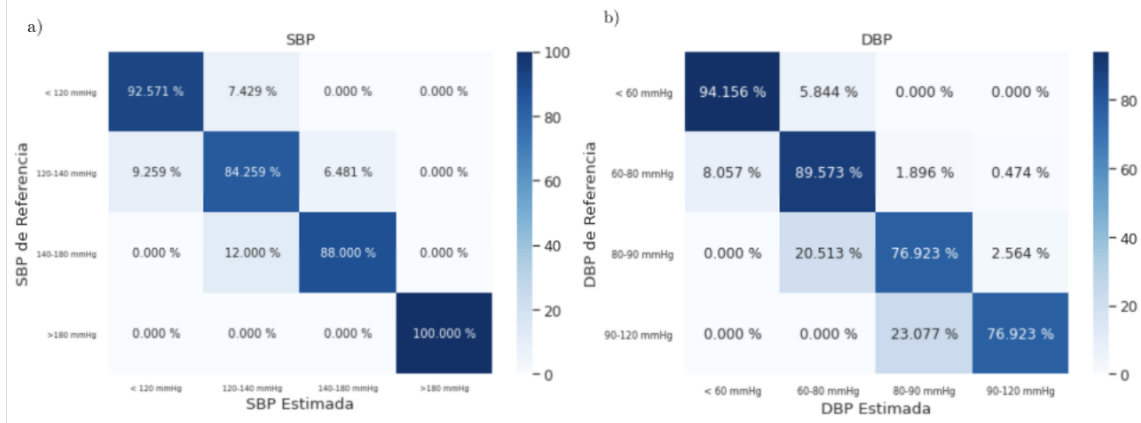 a)
SBP
SBP de Referencia
< 120 mmHg 92.571 % 7.429 % 0.000 % 0.000 %
120-140 mmHg 9.259 % 84.259 % 6.481 % 0.000 %
140-180 mmHg 0.000 % 12.000 % 88.000 % 0.000 %
>180 mmHg 0.000 % 0.000 % 0.000 % 100.000 %
< 120 mmHg 120-140 mmHg 140-180 mmHg >180 mmHg
SBP Estimada
100
80
60
40
20
0
b)
DBP
DBP de Referencia
< 60 mmHg 94.156 % 5.844 % 0.000 % 0.000 %
60-80 mmHg 8.057 % 89.573 % 1.896 % 0.474 %
80-90 mmHg 0.000 % 20.513 % 76.923 % 2.564 %
90-120 mmHg 0.000 % 0.000 % 23.077 % 76.923 %
< 60 mmHg 60-80 mmHg 80-90 mmHg 90-120 mmHg
DBP Estimada
80
60
40
20
0